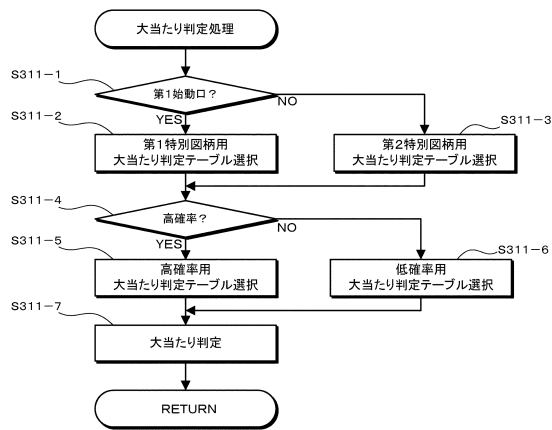 大当たり判定処理
S311-1
第1始動口？
NO
YES
S311-2
第1特別図柄用
大当たり判定テーブル選択
S311-3
第2特別図柄用
大当たり判定テーブル選択
S311-4
高確率？
NO
YES
S311-5
高確率用
大当たり判定テーブル選択
S311-6
低確率用
大当たり判定テーブル選択
S311-7
大当たり判定
RETURN